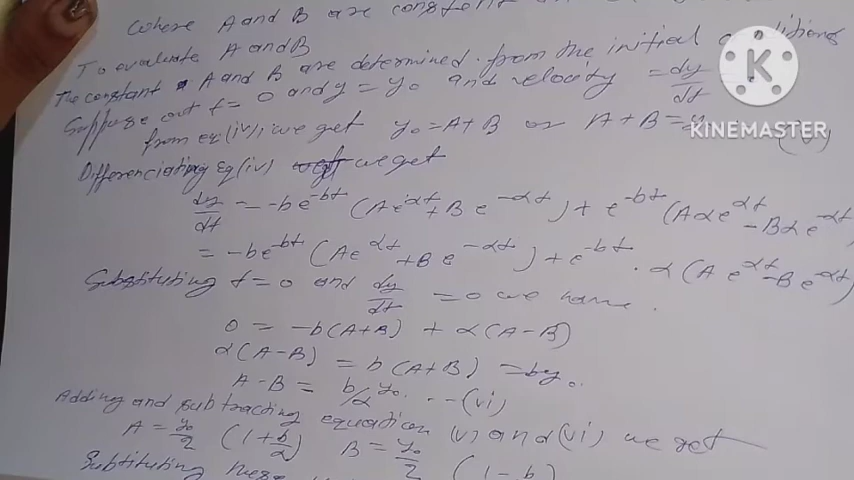 where A and B are constant
To evaluate A and B
The constant A and B are determined from the initial conditions
Suppose out t = 0 and y = y₀ and velocity = dy/dt
from eq(iv), we get y₀ = A + B or A + B = y₀ (v)
Differenciating Eq(iv) we get
dy/dt = -be^-bt (Ae^αt + Be^-αt) + e^-bt (Aαe^αt - Bαe^-αt)
= -be^-bt (Ae^αt + Be^-αt) + e^-bt . α(Ae^αt - Be^-αt)
Substituting t = 0 and dy/dt = 0 we have.
0 = -b(A+B) + α(A-B)
α(A-B) = b(A+B) = by₀
A-B = b/α y₀ ... (vi)
Adding and subtracting equation (v) and (vi) we get
A = y₀/2 (1 + b/α) B = y₀/2 (1 - b
Substituting these
K
KINEMASTER